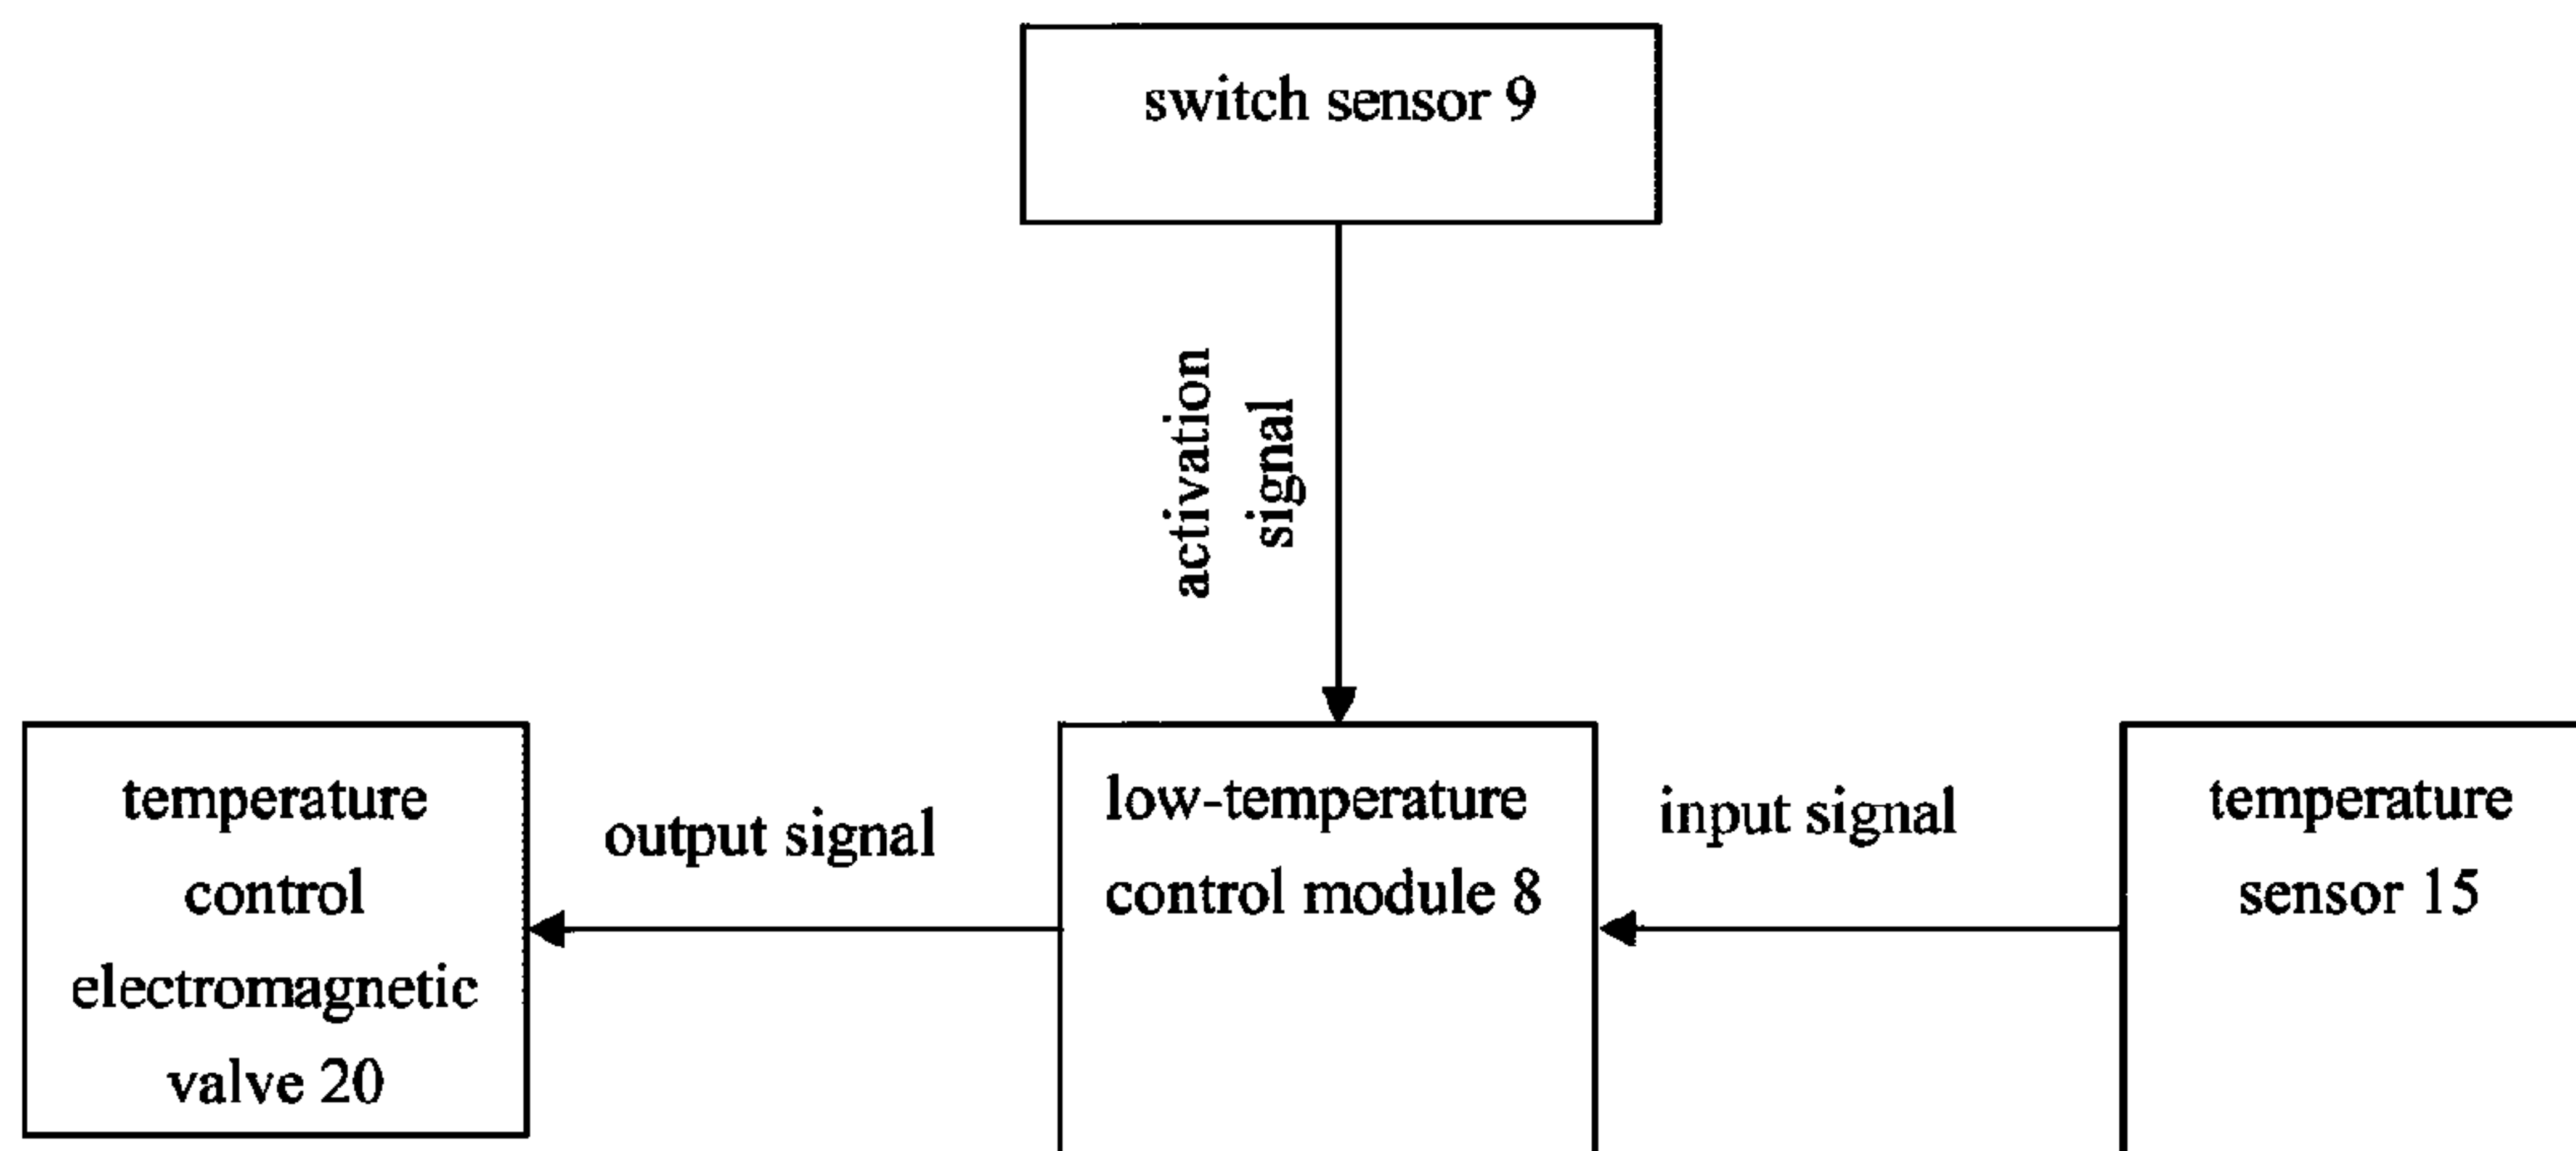 switch sensor 9
activation
signal
temperature
control
electromagnetic
valve 20
output signal
low-temperature
control module 8
input signal
temperature
sensor 15